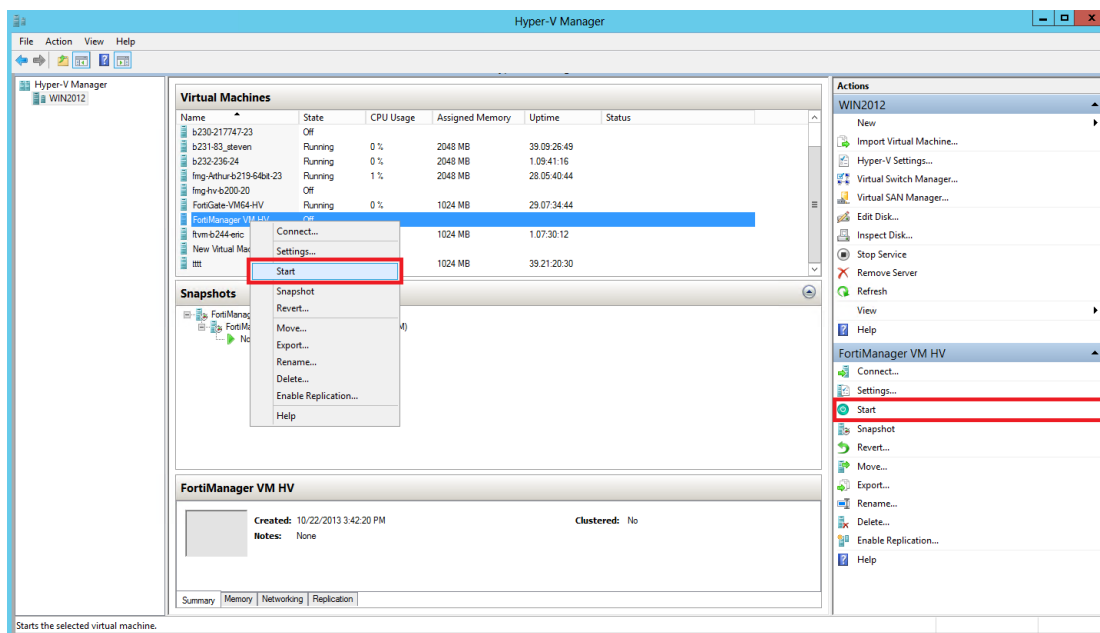 Hyper-V Manager
File Action View Help
Hyper-V Manager
WIN2012
Virtual Machines
Name State CPU Usage Assigned Memory Uptime Status
b230-217747-23 Off
b231-83_steven Running 0 % 2048 MB 39.09:26:49
b232-236-24 Running 0 % 2048 MB 1.09:41:16
fmg-Arthur-b219-64bit-23 Running 1 % 2048 MB 28.05:40:44
fmg-hv-b200-20 Off
FortiGate-VM64-HV Running 0 % 1024 MB 29.07:34:44
FortiManager VM HV Off
ftvm-b244-eric 1024 MB 1.07:30:12
New Virtual Mac
tttt 1024 MB 39.21:20:30
Connect...
Settings...
Start
Snapshot
Revert...
Move...
Export...
Rename...
Delete...
Enable Replication...
Help
Snapshots
FortiManag
FortiMa
No
FortiManager VM HV
Created: 10/22/2013 3:42:20 PM Clustered: No
Notes: None
Summary Memory Networking Replication
Actions
WIN2012
New
Import Virtual Machine...
Hyper-V Settings...
Virtual Switch Manager...
Virtual SAN Manager...
Edit Disk...
Inspect Disk...
Stop Service
Remove Server
Refresh
View
Help
FortiManager VM HV
Connect...
Settings...
Start
Snapshot
Revert...
Move...
Export...
Rename...
Delete...
Enable Replication...
Help
Starts the selected virtual machine.